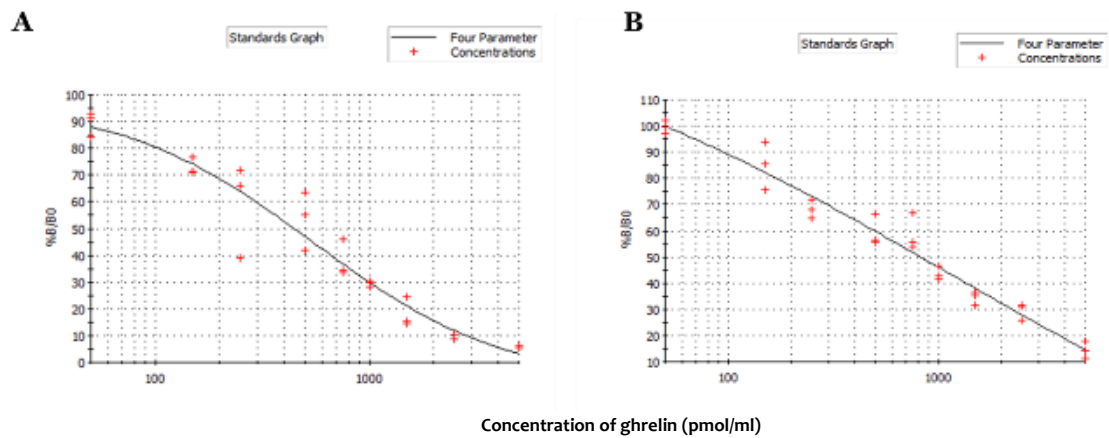 A
Standards Graph
Four Parameter
Concentrations
100
90
80
70
60
50
40
30
20
10
0
%B/B0
100
1000
B
Standards Graph
Four Parameter
Concentrations
110
100
90
80
70
60
50
40
30
20
10
%B/B0
100
1000
Concentration of ghrelin (pmol/ml)